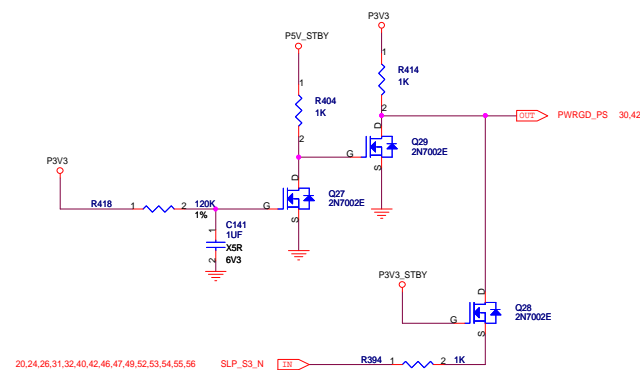 P3V3
P5V_STBY
1
R414
1K
2
1
R404
1K
2
OUT PWRGD_PS 30,42
D
Q29
2N7002E
G
S
P3V3
D
Q27
2N7002E
R418 1 2 120K
1%
G
S
C141
1UF
X5R
6V3
1
2
P3V3_STBY
D
Q28
2N7002E
G
S
20,24,26,31,32,40,42,46,47,49,52,53,54,55,56 SLP_S3_N IN R394 1 2 1K